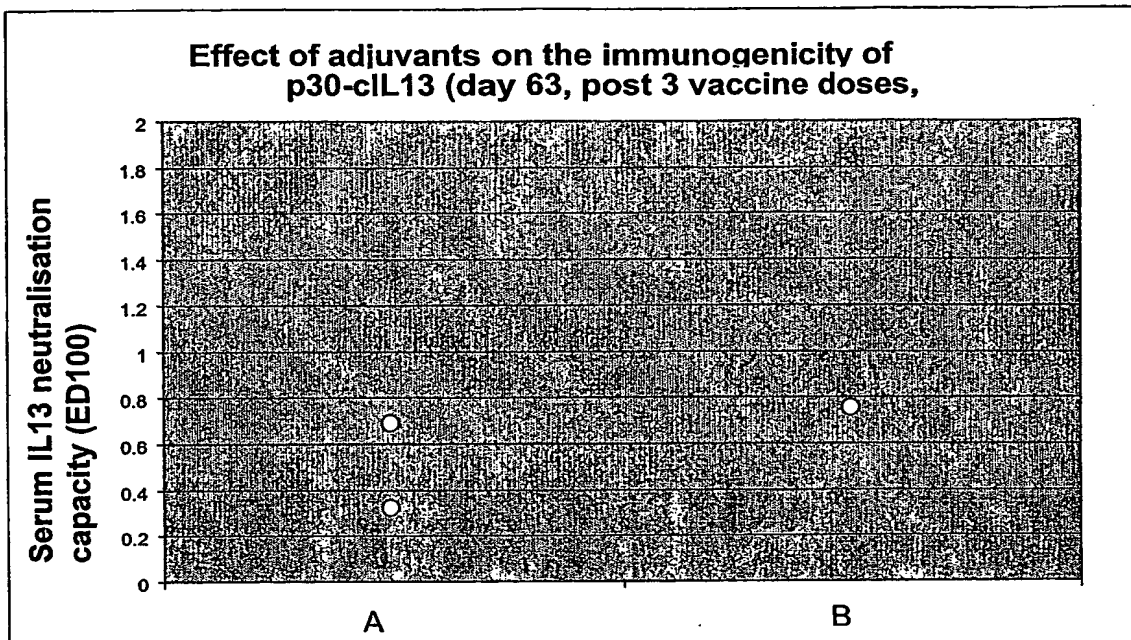 Effect of adjuvants on the immunogenicity of
p30-cIL13 (day 63, post 3 vaccine doses,
Serum IL13 neutralisation
capacity (ED100)
2
1.8
1.6
1.4
1.2
1
0.8
0.6
0.4
0.2
0
A
B